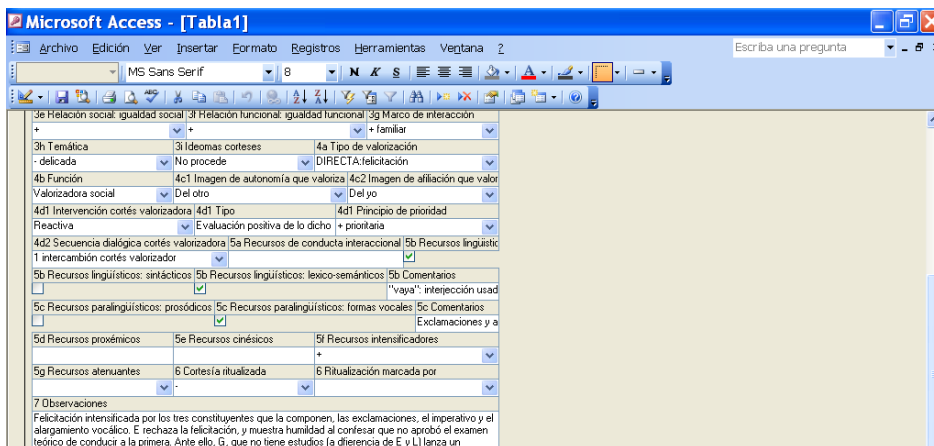 Microsoft Access - [Tabla1]
Archivo Edición Ver Insertar Formato Registros Herramientas Ventana ? Escriba una pregunta
MS Sans Serif 8 N K S
3e Relación social: igualdad social 3f Relación funcional: igualdad funcional 3g Marco de interacción
+ + + familiar
3h Temática 3i Ideomas corteses 4a Tipo de valorización
- delicada No procede DIRECTA:felicitación
4b Función 4c1 Imagen de autonomía que valoriza 4c2 Imagen de afiliación que valor
Valorizadora social Del otro Del yo
4d1 Intervención cortés valorizadora 4d1 Tipo 4d1 Principio de prioridad
Reactiva Evaluación positiva de lo dicho + prioritaria
4d2 Secuencia dialógica cortés valorizadora 5a Recursos de conducta interaccional 5b Recursos lingüístic
1 intercambio cortés valorizador
5b Recursos lingüísticos: sintácticos 5b Recursos lingüísticos: lexico-semánticos 5b Comentarios
"vaya": interjección usad
5c Recursos paralingüísticos: prosódicos 5c Recursos paralingüísticos: formas vocales 5c Comentarios
Exclamaciones y a
5d Recursos proxémicos 5e Recursos cinésicos 5f Recursos intensificadores
+
5g Recursos atenuantes 6 Cortesía ritualizada 6 Ritualización marcada por
-
7 Observaciones
Felicitación intensificada por los tres constituyentes que la componen, las exclamaciones, el imperativo y el
alargamiento vocálico. E rechaza la felicitación, y muestra humildad al confesar que no aprobó el examen
teórico de conducir a la primera. Ante ello, G, que no tiene estudios (a dfierencia de E y L) lanza un